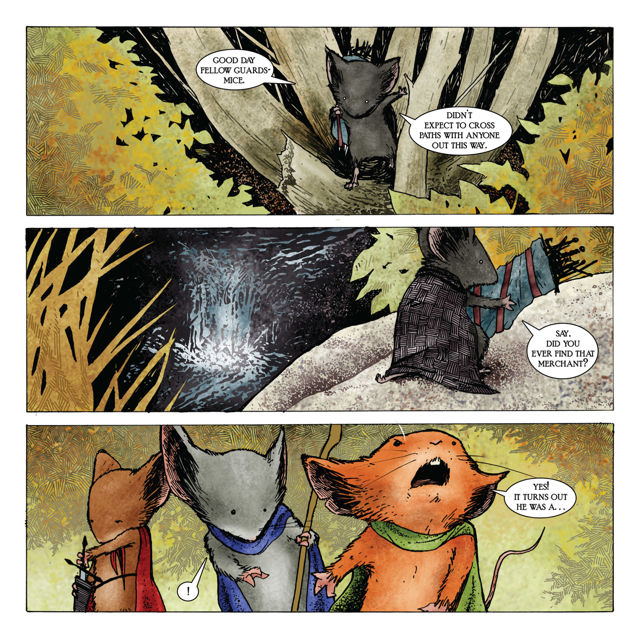 GOOD DAY
FELLOW GUARDS-
MICE.
DIDN'T
EXPECT TO CROSS
PATHS WITH ANYONE
OUT THIS WAY.
SAY,
DID YOU
EVER FIND THAT
MERCHANT?
!
YES!
IT TURNS OUT
HE WAS A. . .